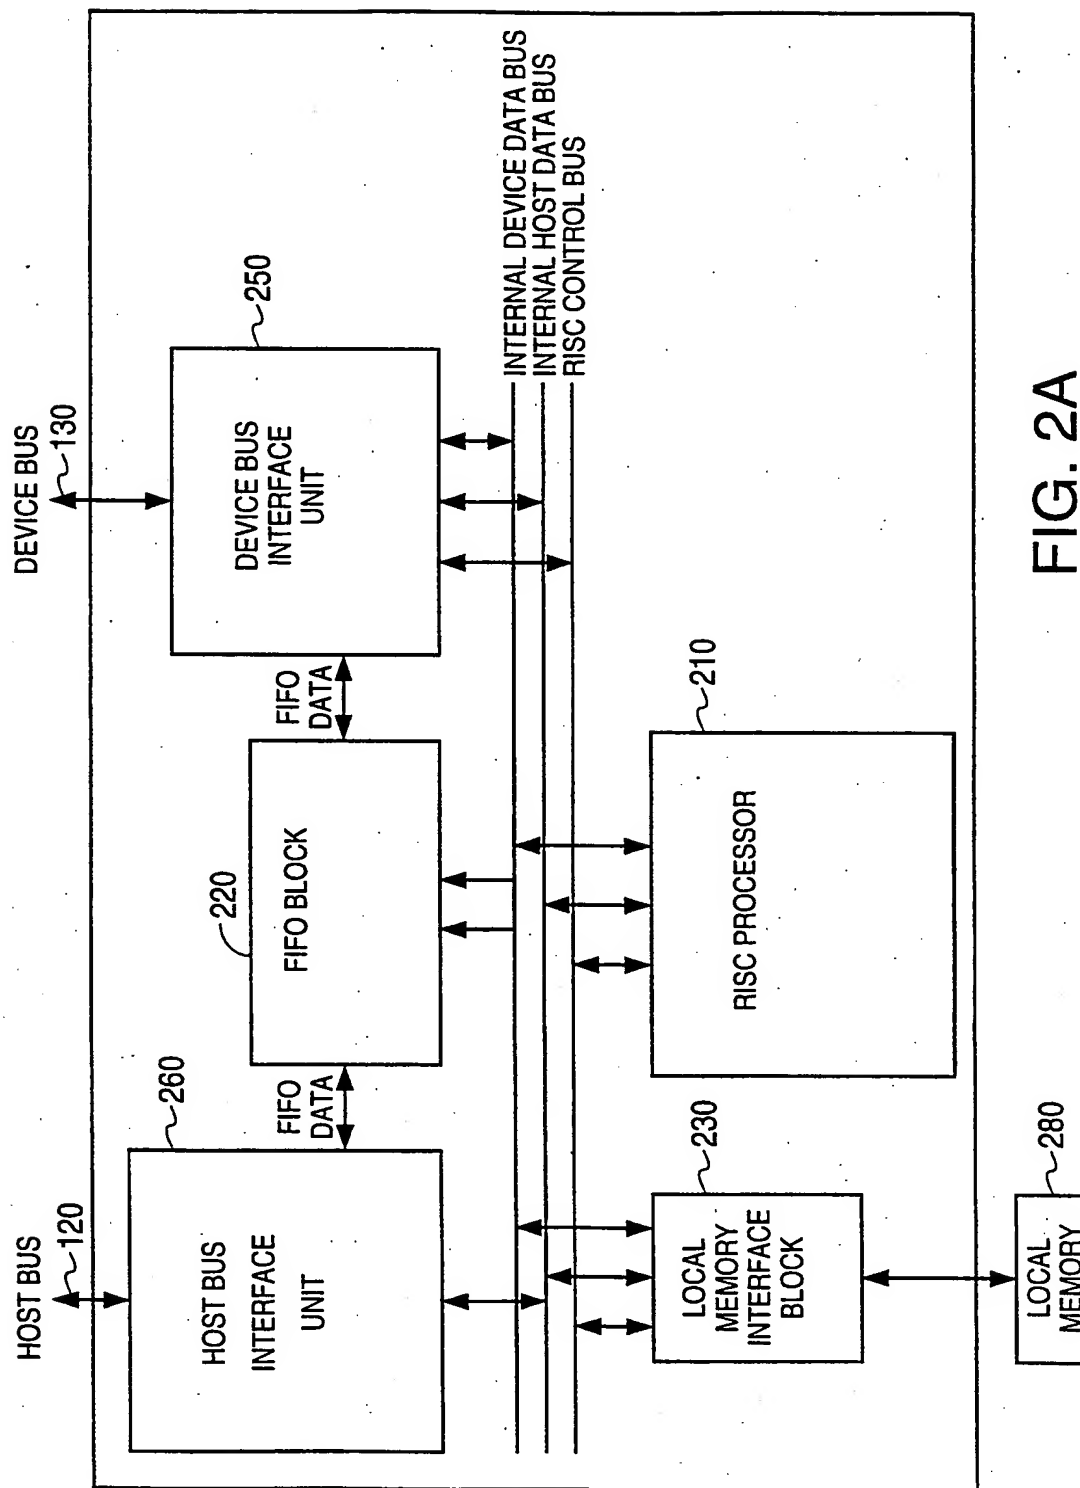 HOST BUS
120
DEVICE BUS
130
260
HOST BUS
INTERFACE
UNIT
FIFO
DATA
220
FIFO BLOCK
FIFO
DATA
250
DEVICE BUS
INTERFACE
UNIT
INTERNAL DEVICE DATA BUS
INTERNAL HOST DATA BUS
RISC CONTROL BUS
230
LOCAL
MEMORY
INTERFACE
BLOCK
210
RISC PROCESSOR
280
LOCAL
MEMORY
FIG. 2A